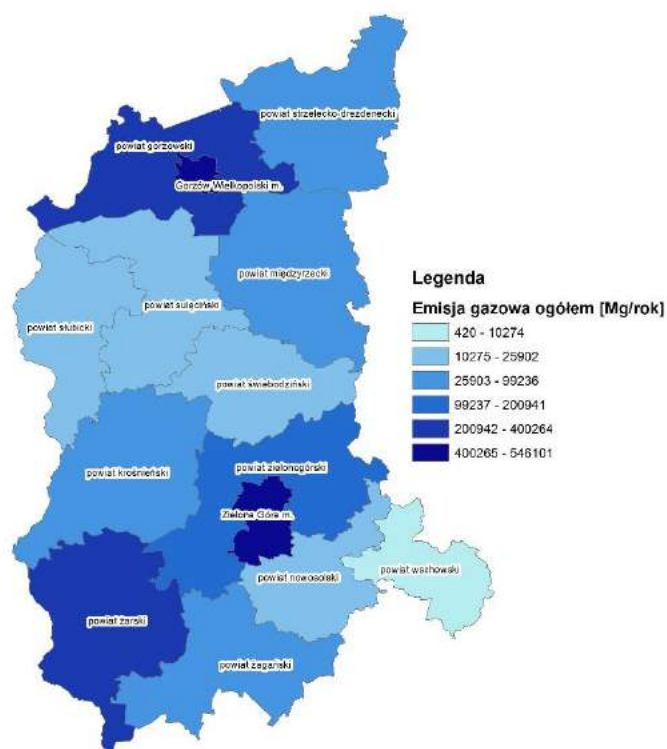 powiat strzelecko-drezdenecki
powiat gorzowski
Gorzów Wielkopolski m.
powiat międzyrzecki
powiat sulęciński
powiat słubicki
powiat świebodziński
powiat zielonogórski
powiat krośnieński
Zielona Góra m.
powiat wschowski
powiat nowosolski
powiat żarski
powiat żagański
Legenda
Emisja gazowa ogółem [Mg/rok]
420 - 10274
10275 - 25902
25903 - 99236
99237 - 200941
200942 - 400264
400265 - 546101